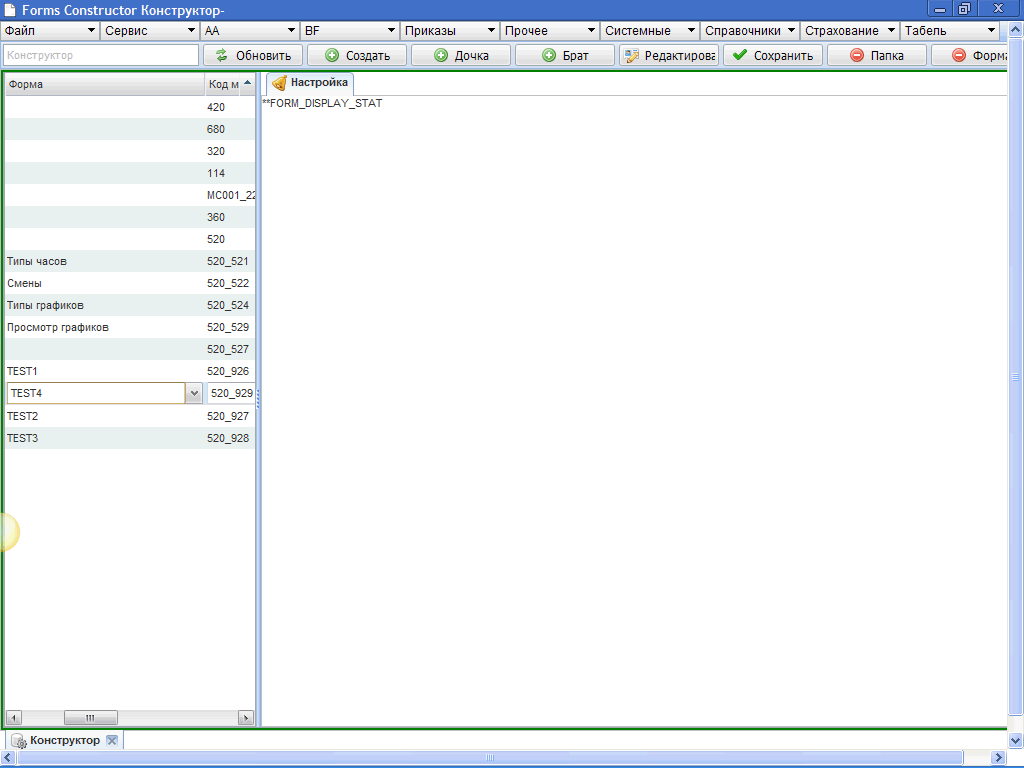 Forms Constructor Конструктор-
Файл Сервис AA BF Приказы Прочее Системные Справочники Страхование Табель
Конструктор Обновить Создать Дочка Брат Редактирова Сохранить Папка Форма
Форма Код м
Настройка
**FORM_DISPLAY_STAT
420
680
320
114
MC001_22
360
520
Типы часов 520_521
Смены 520_522
Типы графиков 520_524
Просмотр графиков 520_529
520_527
TEST1 520_926
TEST4 520_929
TEST2 520_927
TEST3 520_928
Конструктор